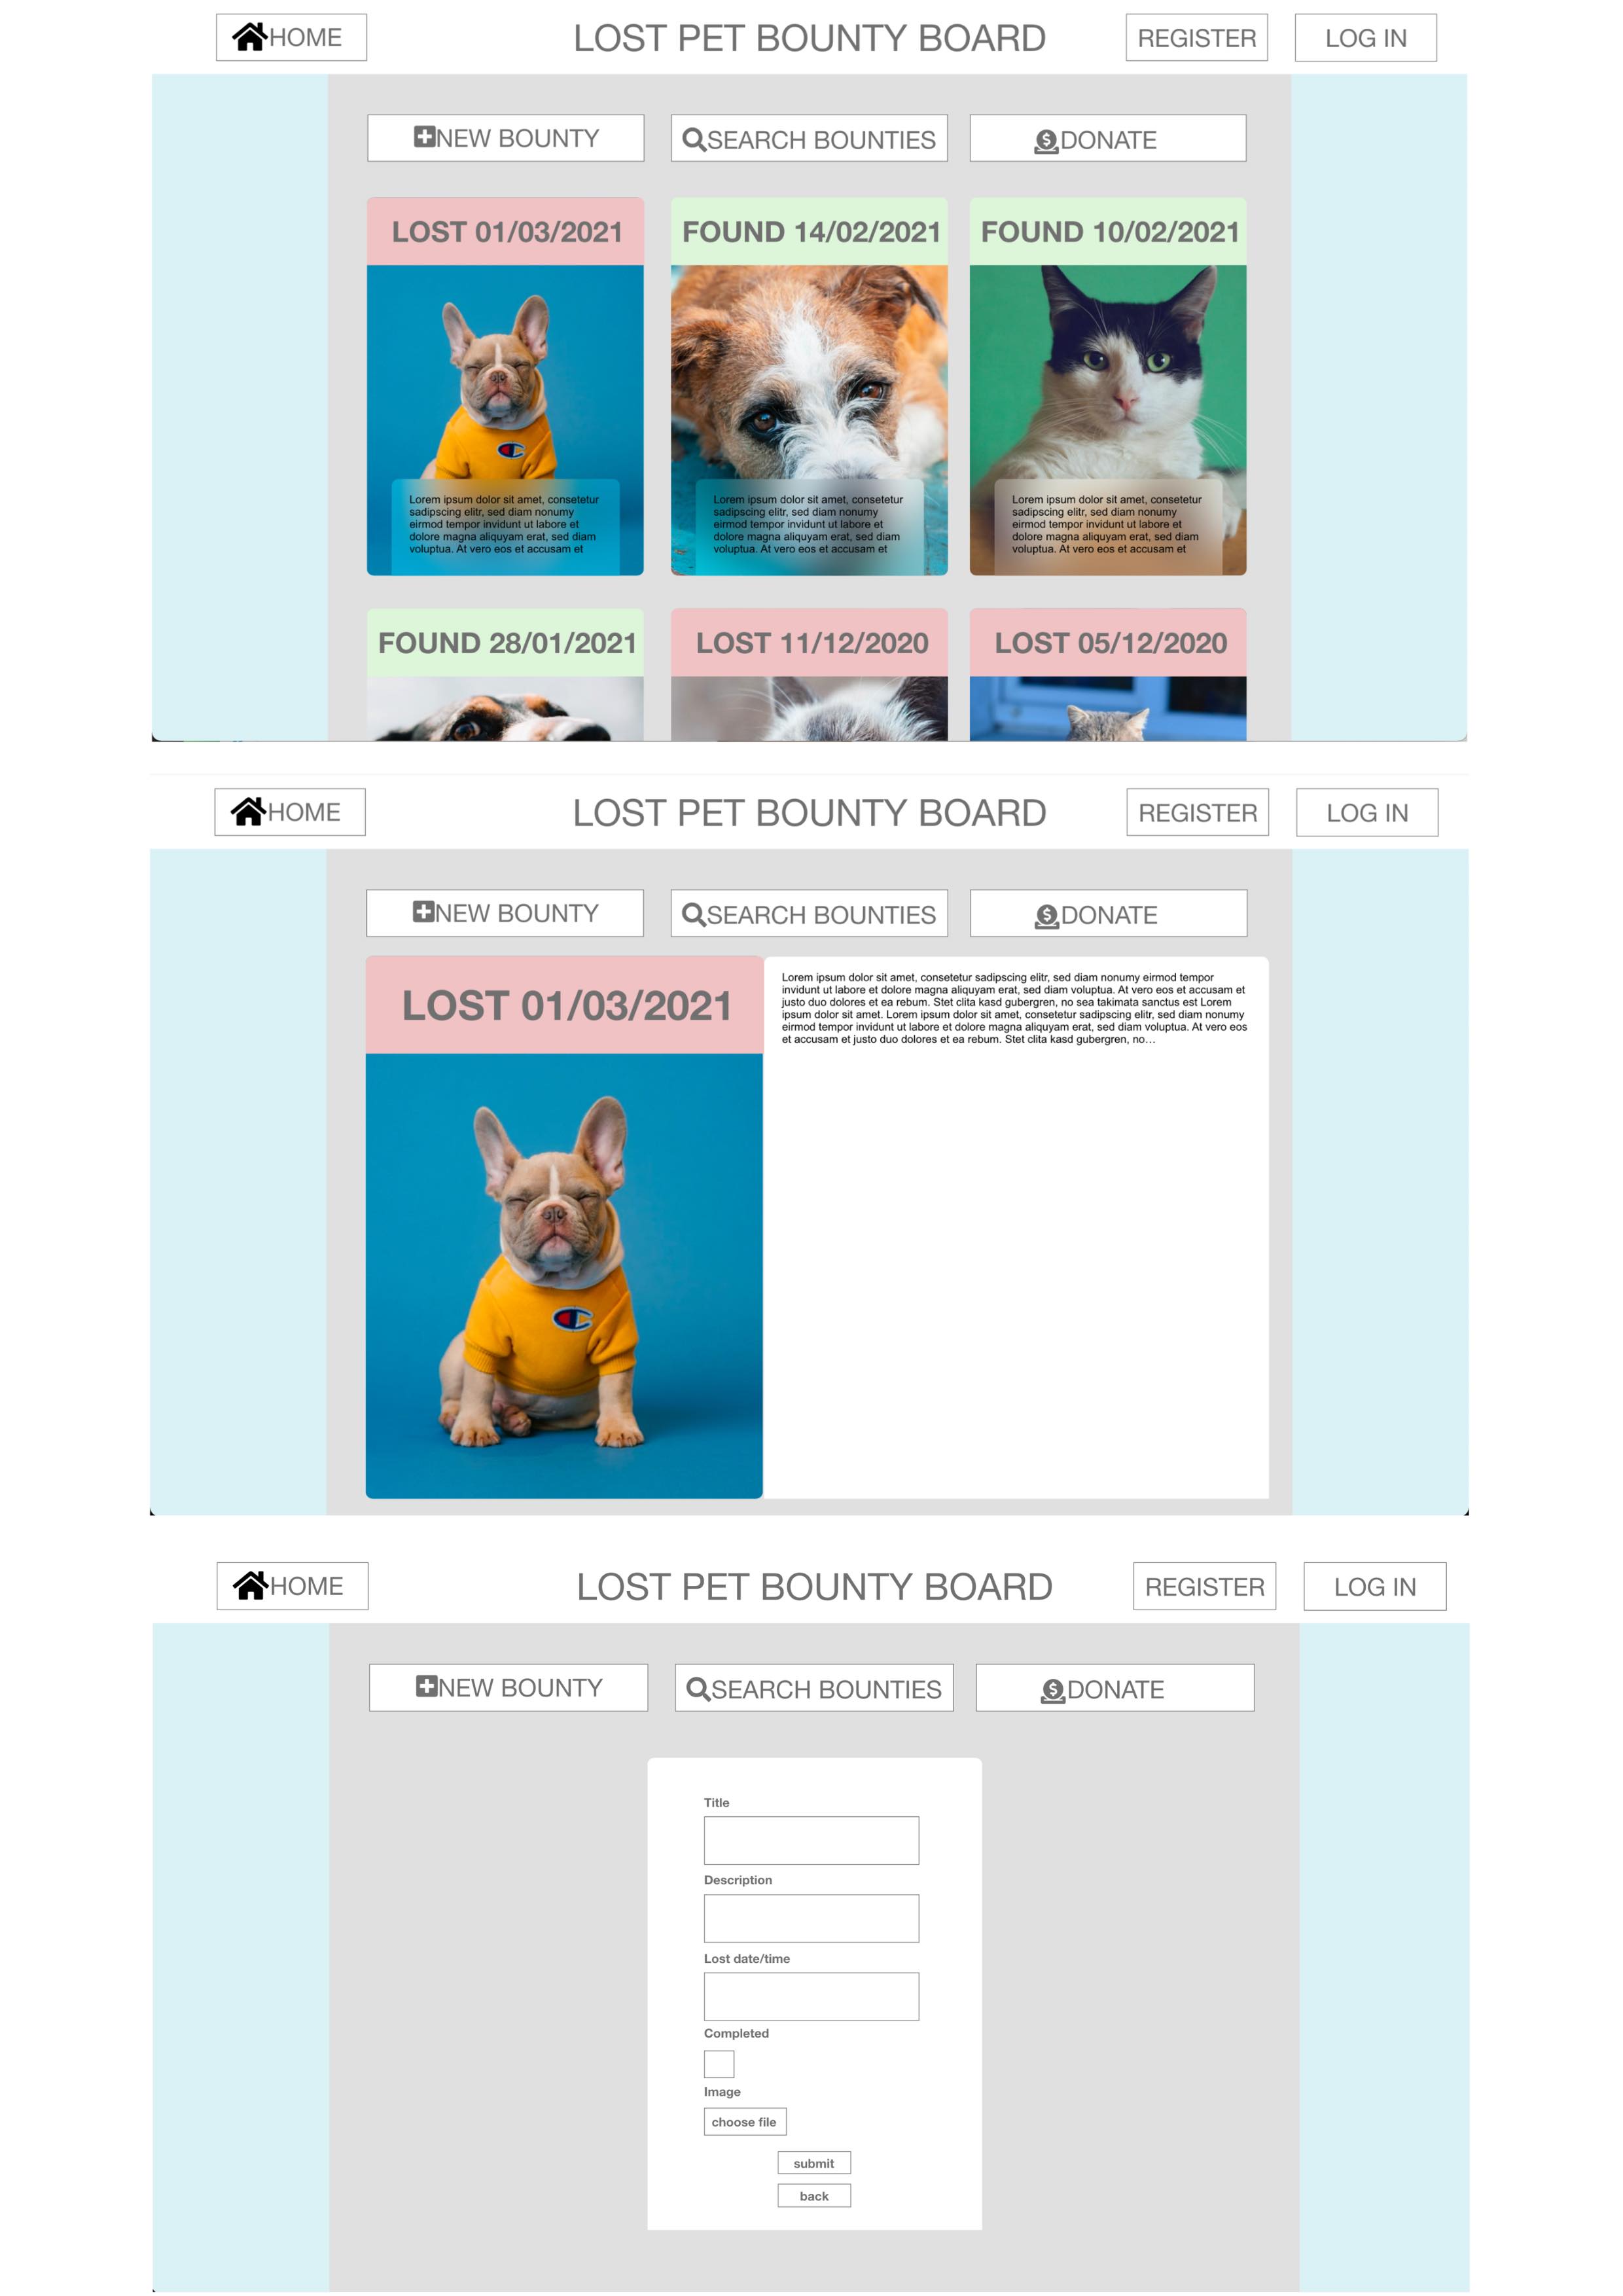 HOME
LOST PET BOUNTY BOARD
REGISTER
LOG IN
NEW BOUNTY
SEARCH BOUNTIES
DONATE
LOST 01/03/2021
Lorem ipsum dolor sit amet, consetetur
sadipscing elitr, sed diam nonumy
eirmod tempor invidunt ut labore et
dolore magna aliquyam erat, sed diam
voluptua. At vero eos et accusam et
FOUND 14/02/2021
Lorem ipsum dolor sit amet, consetetur
sadipscing elitr, sed diam nonumy
eirmod tempor invidunt ut labore et
dolore magna aliquyam erat, sed diam
voluptua. At vero eos et accusam et
FOUND 10/02/2021
Lorem ipsum dolor sit amet, consetetur
sadipscing elitr, sed diam nonumy
eirmod tempor invidunt ut labore et
dolore magna aliquyam erat, sed diam
voluptua. At vero eos et accusam et
FOUND 28/01/2021
LOST 11/12/2020
LOST 05/12/2020
HOME
LOST PET BOUNTY BOARD
REGISTER
LOG IN
NEW BOUNTY
SEARCH BOUNTIES
DONATE
LOST 01/03/2021
Lorem ipsum dolor sit amet, consetetur sadipscing elitr, sed diam nonumy eirmod tempor
invidunt ut labore et dolore magna aliquyam erat, sed diam voluptua. At vero eos et accusam et
justo duo dolores et ea rebum. Stet clita kasd gubergren, no sea takimata sanctus est Lorem
ipsum dolor sit amet. Lorem ipsum dolor sit amet, consetetur sadipscing elitr, sed diam nonumy
eirmod tempor invidunt ut labore et dolore magna aliquyam erat, sed diam voluptua. At vero eos
et accusam et justo duo dolores et ea rebum. Stet clita kasd gubergren, no…
HOME
LOST PET BOUNTY BOARD
REGISTER
LOG IN
NEW BOUNTY
SEARCH BOUNTIES
DONATE
Title
Description
Lost date/time
Completed
Image
choose file
submit
back